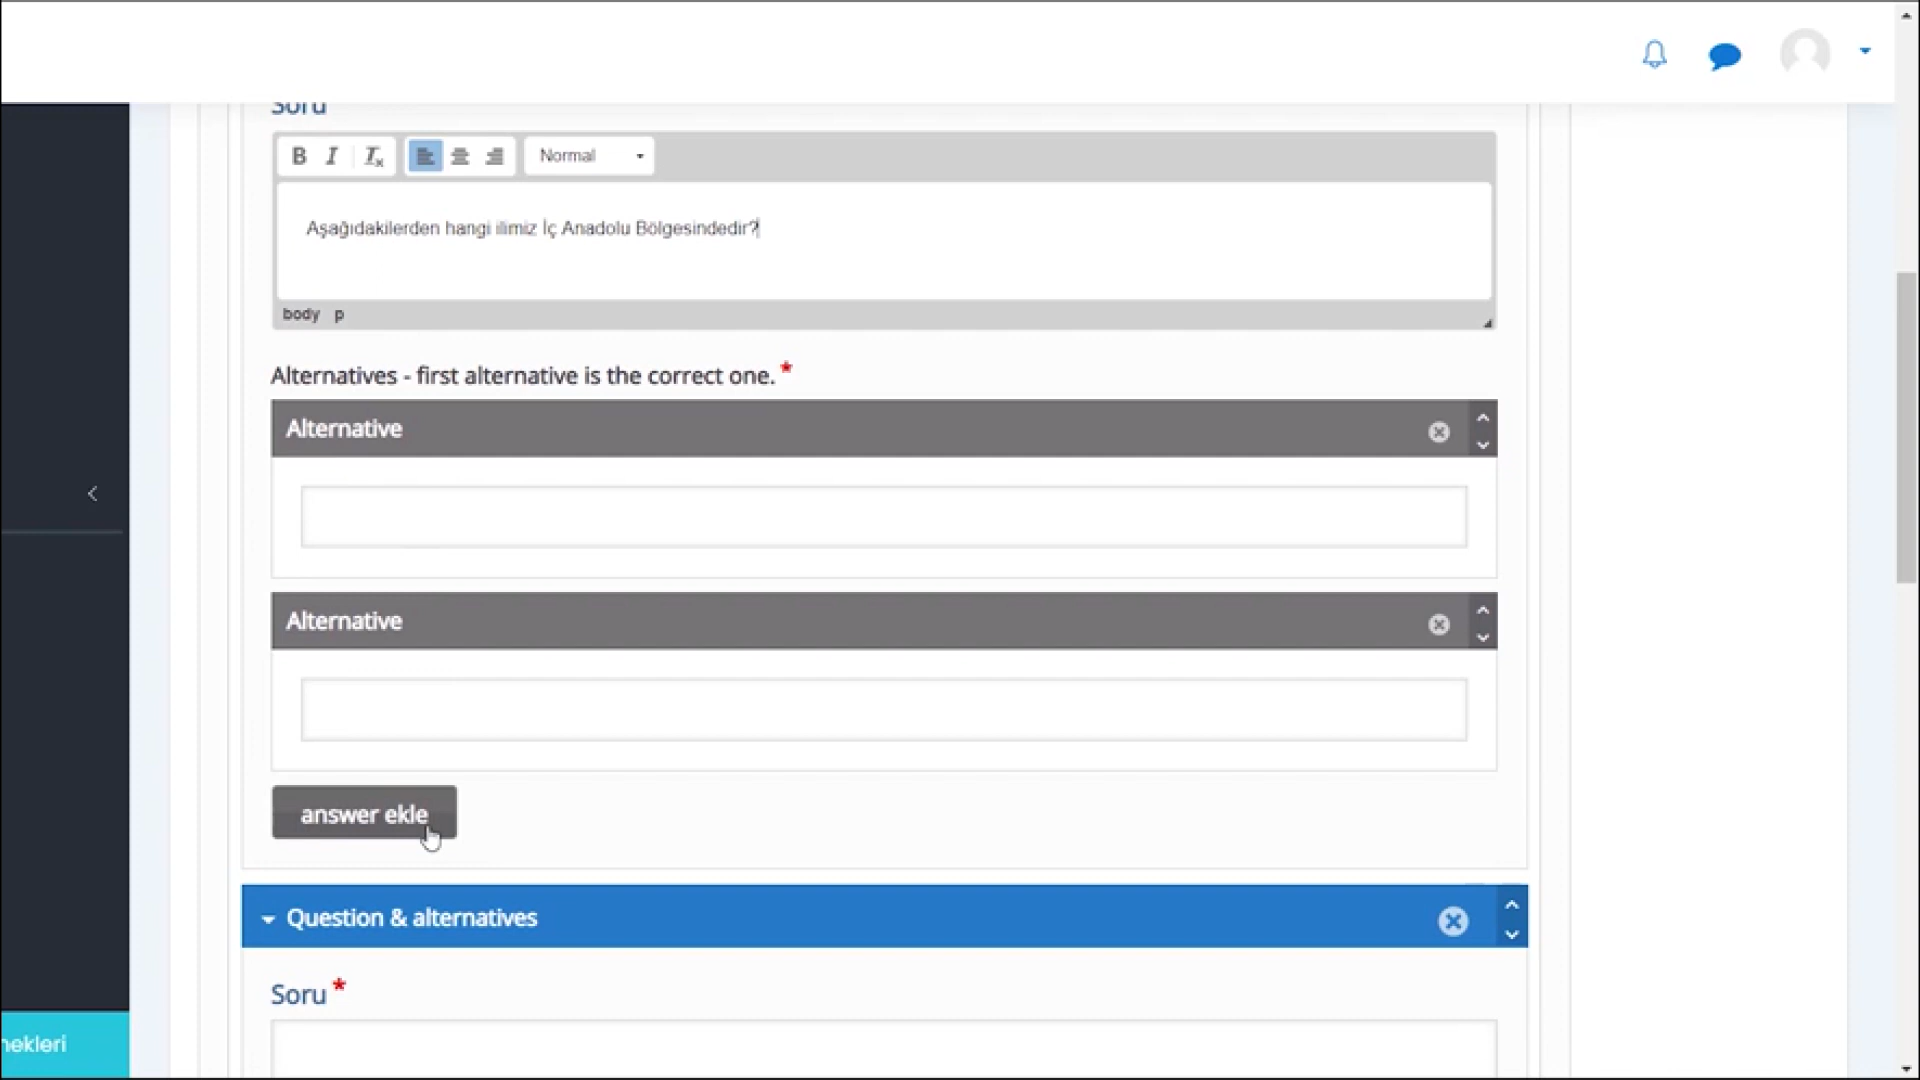 Soru
B I Tx Normal
Aşağıdakilerden hangi ilimiz İç Anadolu Bölgesindedir?
body p
Alternatives - first alternative is the correct one. *
Alternative
Alternative
answer ekle
Question & alternatives
Soru *